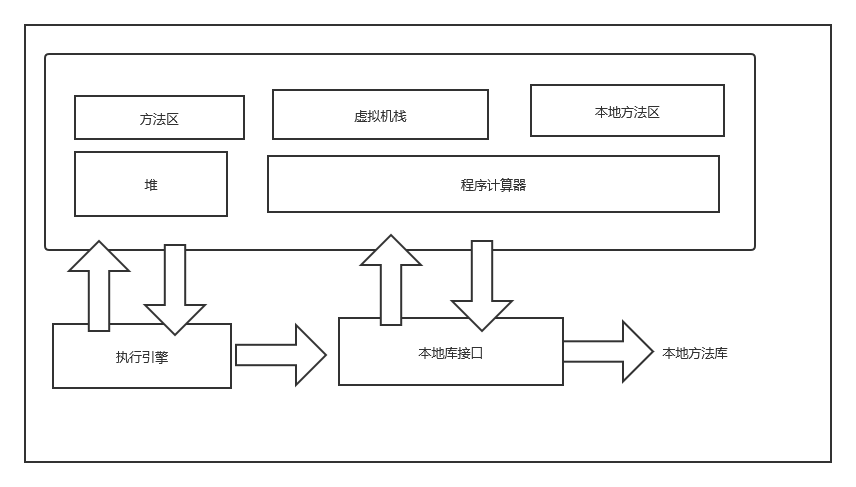 方法区
虚拟机栈
本地方法区
堆
程序计算器
执行引擎
本地库接口
本地方法库